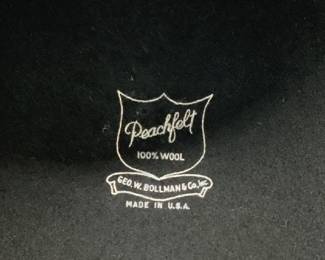 Peachfelt
100% WOOL
GEO. W. BOLLMAN & Co., Inc
MADE IN U.S.A.